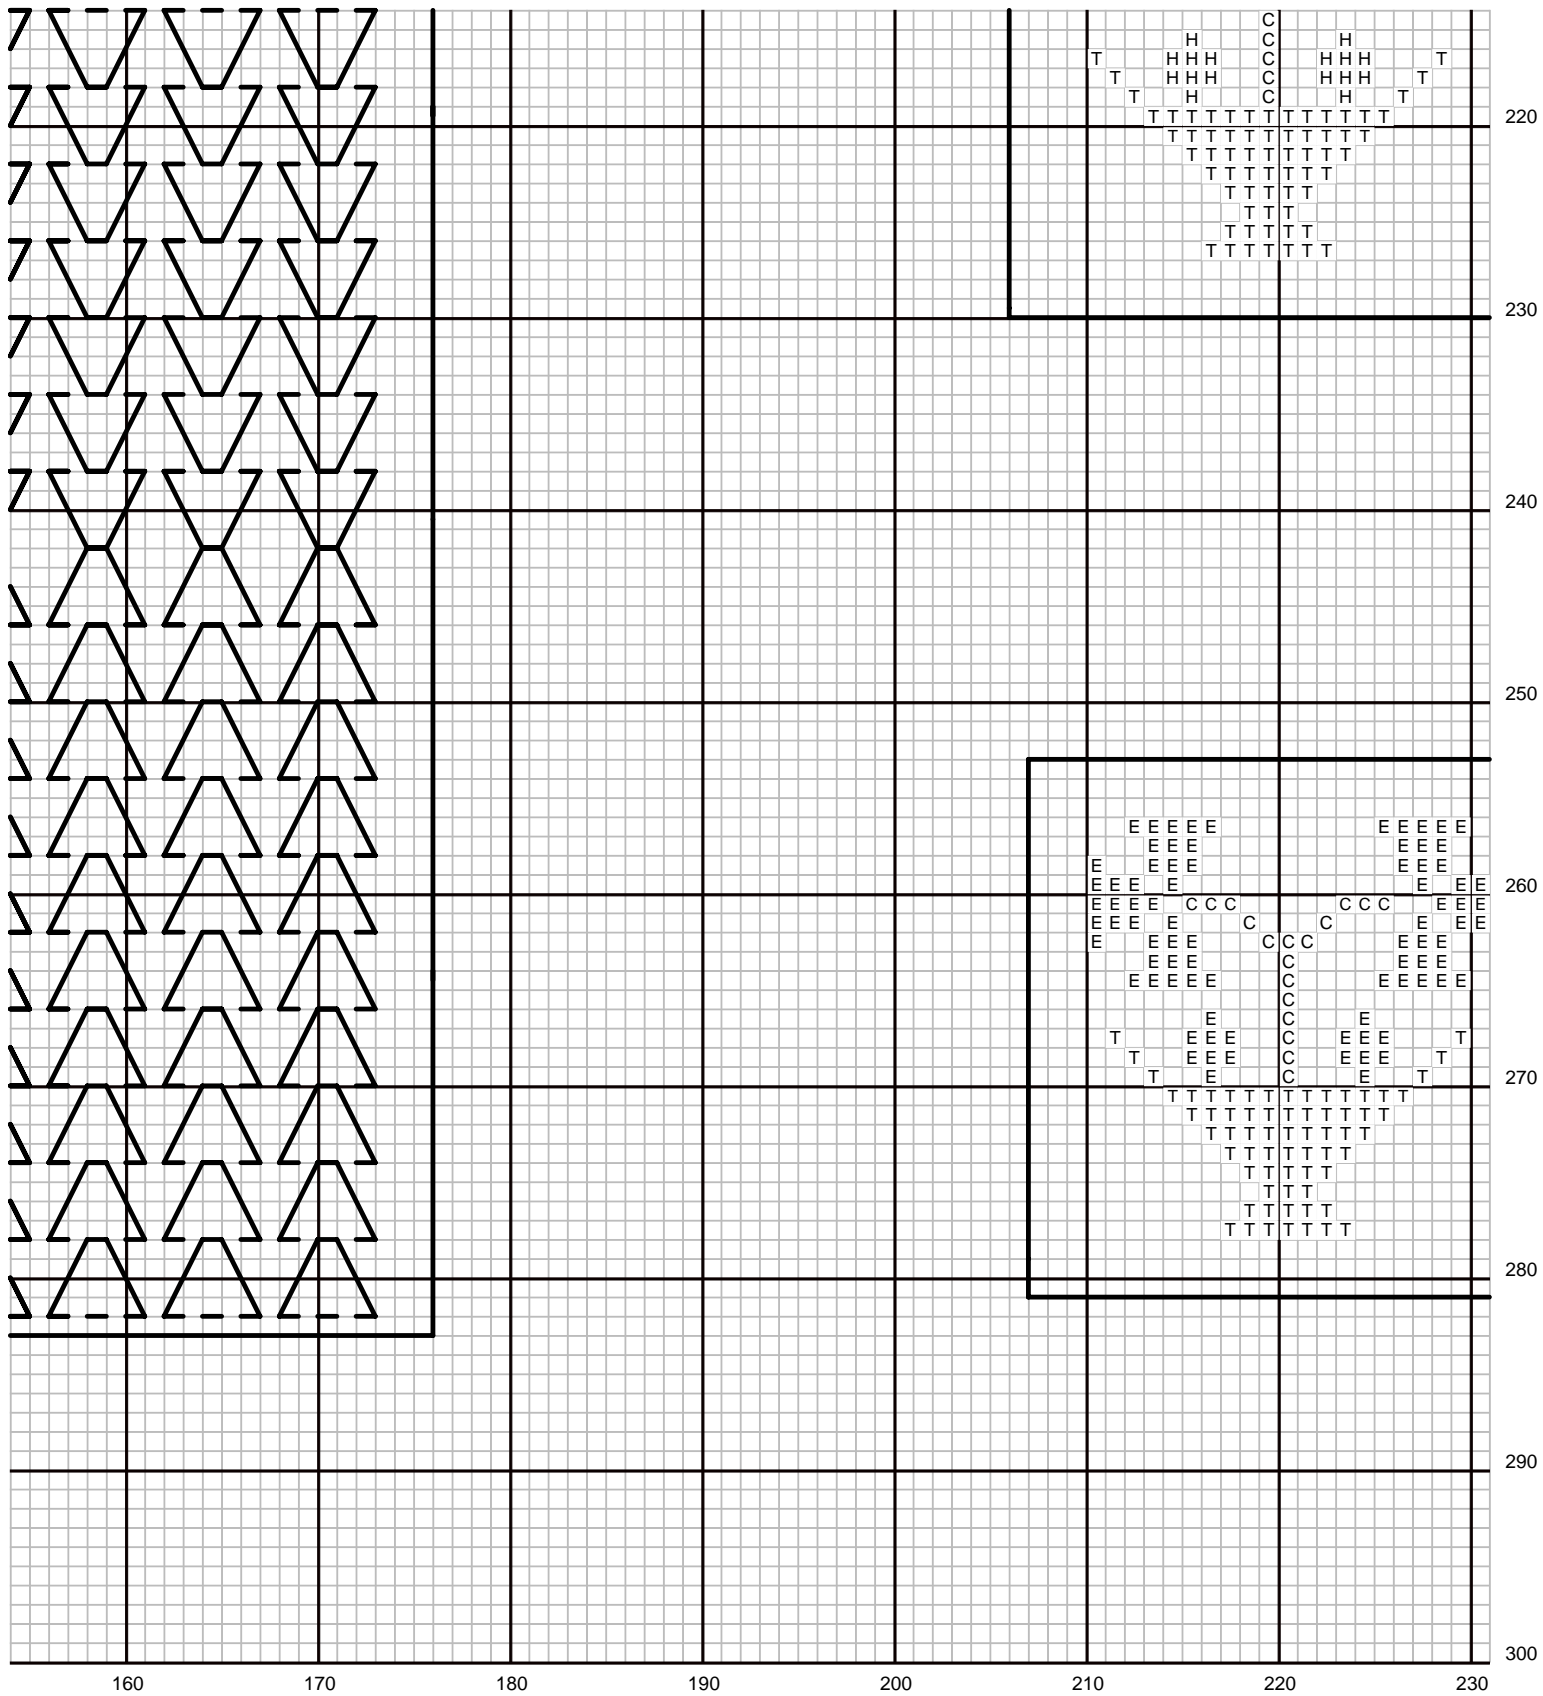 C
H C H
T H H H C H H H T
T H H H C H H H T
T H C H T
T T T T T T T T T T T T T 220
T T T T T T T T T T T
T T T T T T T T T
T T T T T T T
T T T T T
T T T
T T T T T
T T T T T T T
230
240
250
E E E E E E E E E E
E E E E E E
E E E E E E E
E E E E E E E 260
E E E E C C C C C C E E E
E E E E C C E E E
E E E E C C C E E E
E E E C E E E
E E E E E C E E E E E
C
E C E
T E E E C E E E T
T E E E C E E E T
T E C E T 270
T T T T T T T T T T T T T
T T T T T T T T T T T
T T T T T T T T T
T T T T T T T
T T T T T
T T T
T T T T T
T T T T T T T
280
290
300
160 170 180 190 200 210 220 230